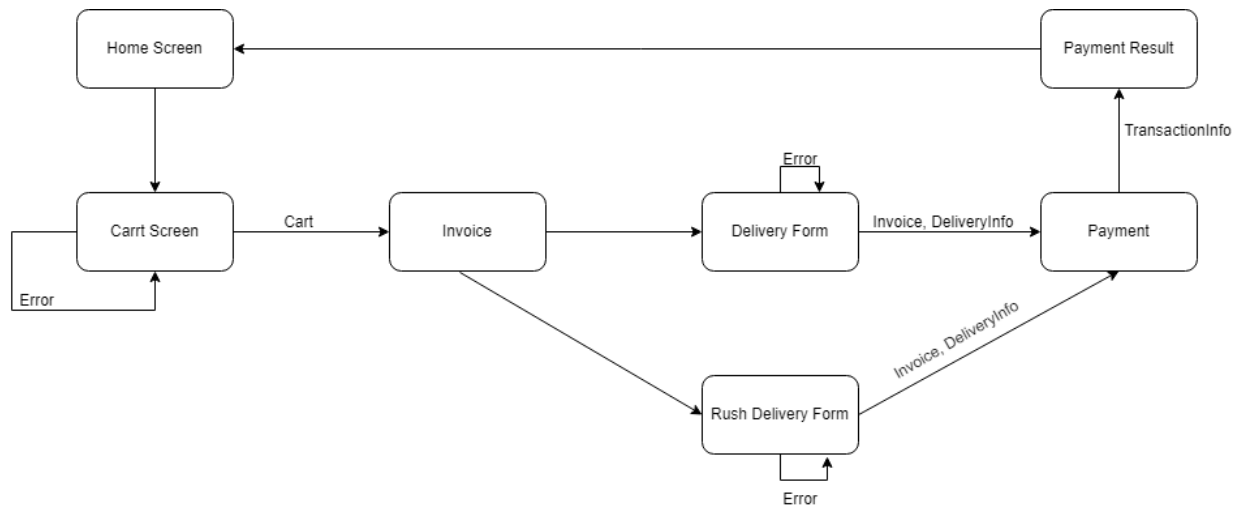 Home Screen
Payment Result
TransactionInfo
Error
Carrt Screen
Cart
Invoice
Delivery Form
Invoice, DeliveryInfo
Payment
Error
Invoice, DeliveryInfo
Rush Delivery Form
Error